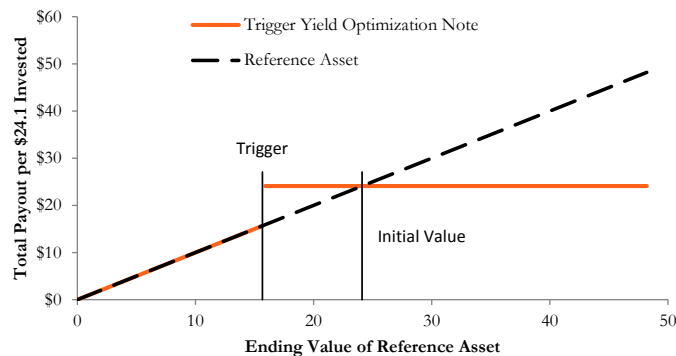 Trigger Yield Optimization Note
Reference Asset
Total Payout per $24.1 Invested
$60
$50
$40
$30
$20
$10
$0
Trigger
Initial Value
0
10
20
30
40
50
Ending Value of Reference Asset